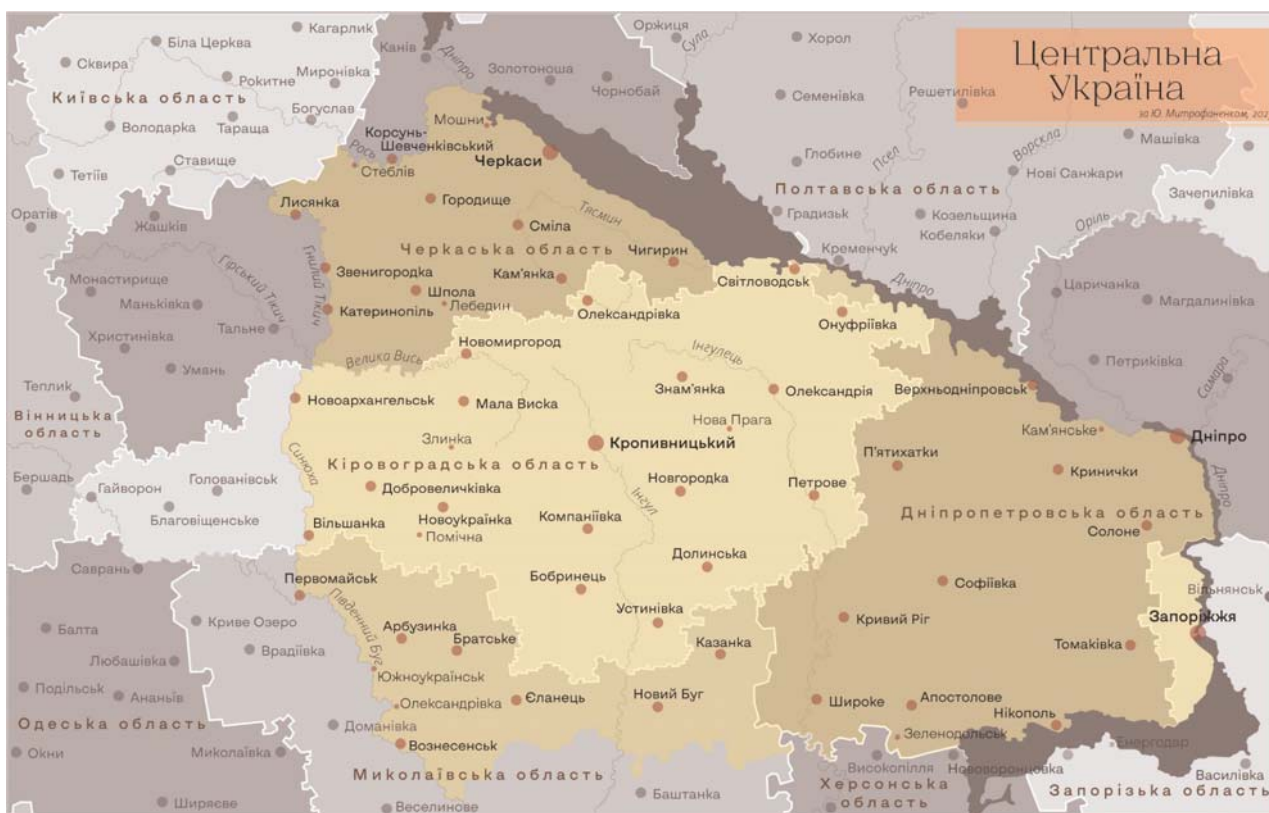 Центральна
Україна
за Ю. Митрофаненком, 202
Кагарлик
Біла Церква
Сквира
Рокитне
Миронівка
Київська область
Богуслав
Володарка
Тараща
Ставище
Тетіїв
Канів
Дніпро
Золотоноша
Чорнобай
Оржиця
Сула
Хорол
Семенівка
Решетилівка
Глобине
Псел
Ворскла
Машівка
Нові Санжари
Зачепилівка
Полтавська область
Градизьк
Козельщина
Кобеляки
Кременчук
Оріль
Дніпро
Царичанка
Магдалинівка
Петриківка
Самара
Мошни
Корсунь-
Шевченківський
Рось
Стеблів
Черкаси
Лисянка
Городище
Тясмин
Сміла
Черкаська область
Чигирин
Звенигородка
Кам'янка
Шпола
Лебедин
Катеринопіль
Гнилий Тікич
Гірський Тікич
Оратів
Жашків
Монастирище
Маньківка
Тальне
Христинівка
Умань
Теплик
Вінницька
область
Бершадь
Гайворон
Голованівськ
Благовіщенське
Світловодськ
Олександрівка
Онуфріївка
Новомиргород
Велика Вись
Інгулець
Знам'янка
Олександрія
Новоархангельськ
Мала Виска
Нова Прага
Злинка
Кропивницький
Кіровоградська область
Синюха
Добровеличківка
Новгородка
Петрове
Новоукраїнка
Компаніївка
Інгул
Вільшанка
Помічна
Долинська
Бобринець
Устинівка
Верхньодніпровськ
Кам'янське
Дніпро
П'ятихатки
Кринички
Дніпро
Дніпропетровська область
Солоне
Софіївка
Вільнянськ
Кривий Ріг
Запоріжжя
Томаківка
Широке
Апостолове
Нікополь
Зеленодольськ
Енергодар
Високопілля
Нововоронцовка
Василівка
Херсонська
область
Запорізька область
Первомайськ
Південний Буг
Арбузинка
Братське
Казанка
Южноукраїнськ
Олександрівка
Єланець
Новий Буг
Доманівка
Вознесенськ
Миколаївська область
Баштанка
Веселинове
Саврань
Криве Озеро
Врадіївка
Балта
Любашівка
Подільськ
Ананьїв
Одеська область
Окни
Миколаївка
Ширяєве